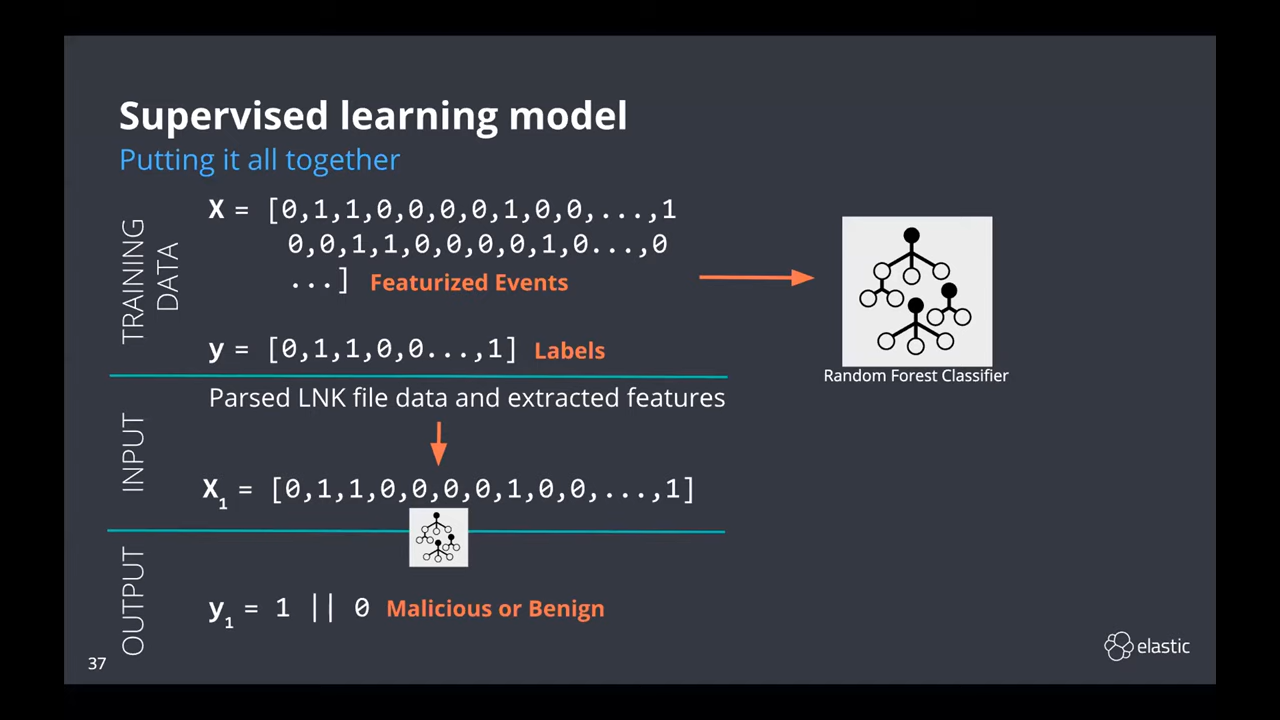 Supervised learning model
Putting it all together
TRAINING
DATA
X = [0,1,1,0,0,0,0,1,0,0,...,1
0,0,1,1,0,0,0,0,1,0...,0
...] Featurized Events
y = [0,1,1,0,0...,1] Labels
Random Forest Classifier
INPUT
Parsed LNK file data and extracted features
X1 = [0,1,1,0,0,0,0,1,0,0,...,1]
OUTPUT
y1 = 1 || 0 Malicious or Benign
37
elastic